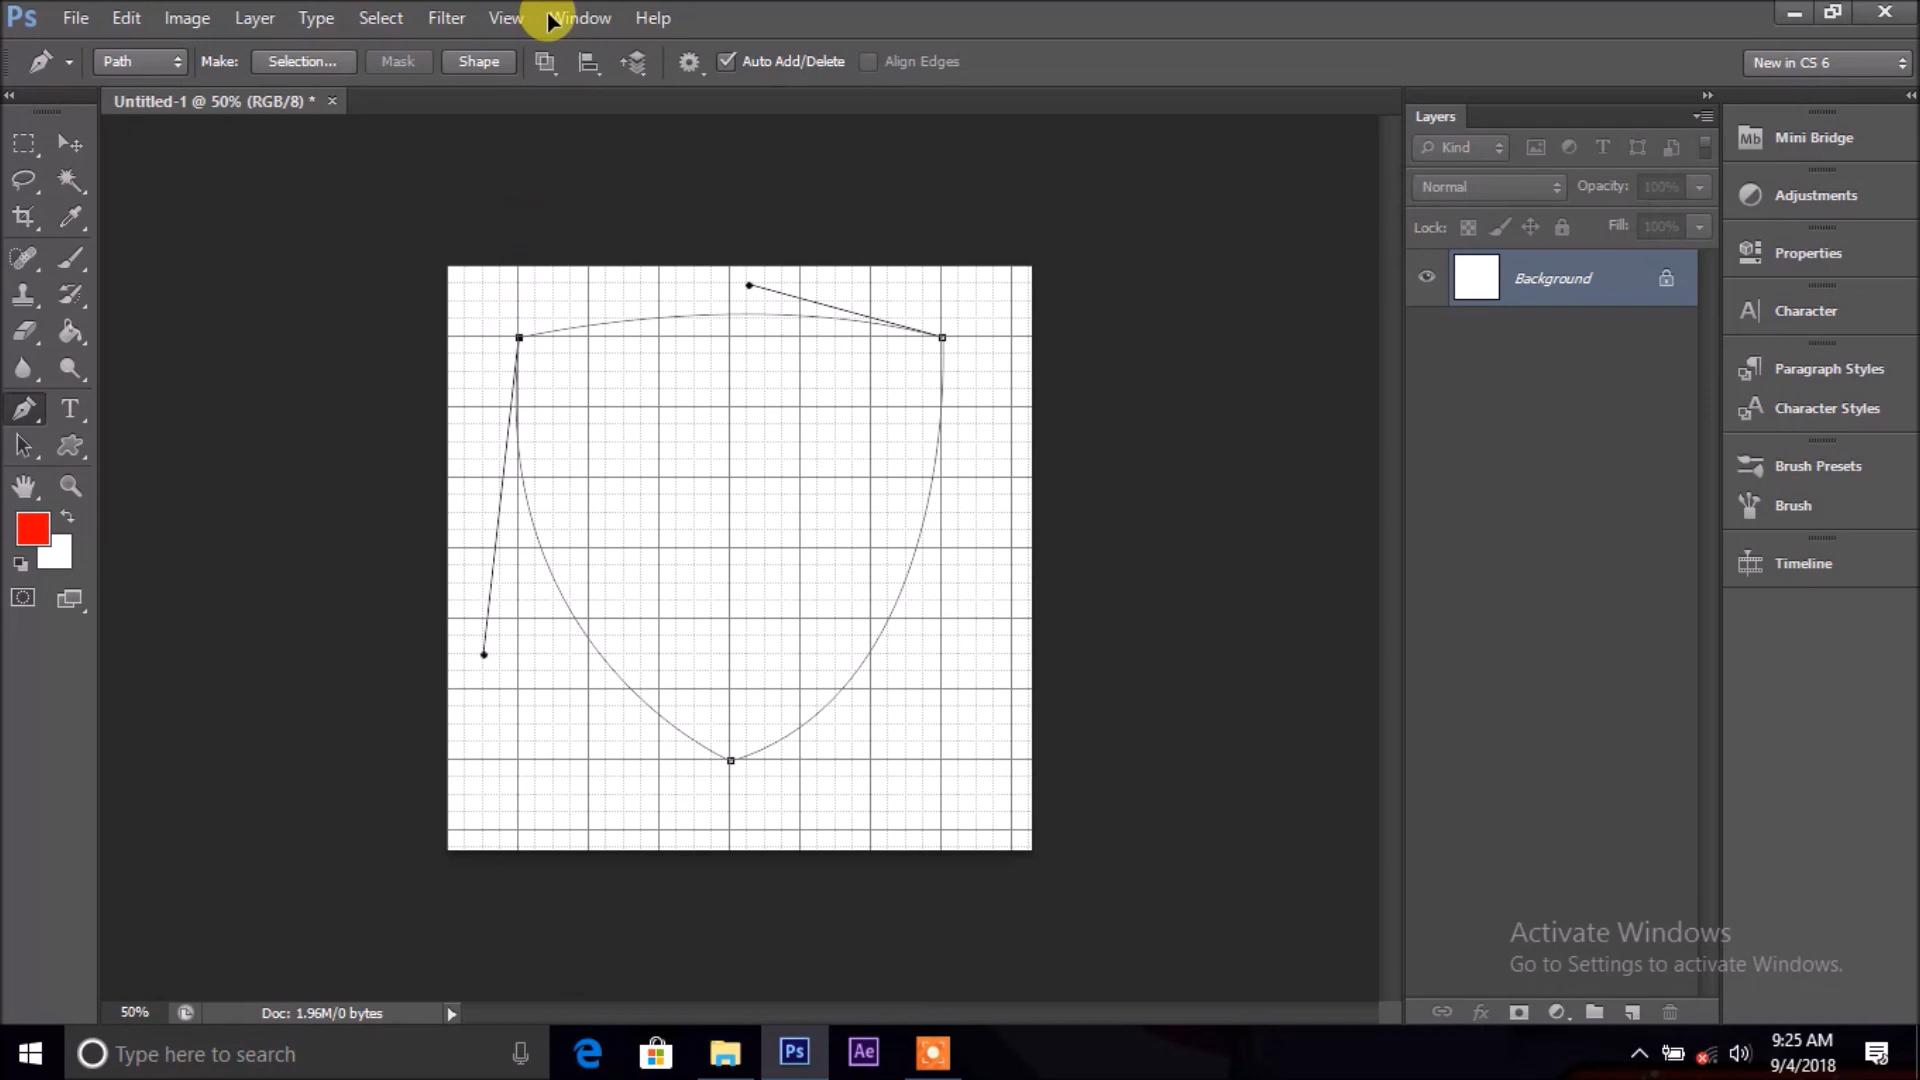 Ps File Edit Image Layer Type Select Filter View Window Help
Path Make: Selection... Mask Shape Auto Add/Delete Align Edges New in CS 6
Untitled-1 @ 50% (RGB/8) * ×
Layers
Kind
Normal Opacity: 100%
Lock: Fill: 100%
Background
Mb Mini Bridge
Adjustments
Properties
Character
Paragraph Styles
Character Styles
Brush Presets
Brush
Timeline
Activate Windows
Go to Settings to activate Windows.
50% Doc: 1.96M/0 bytes
Type here to search
Ps
Ae
9:25 AM
9/4/2018